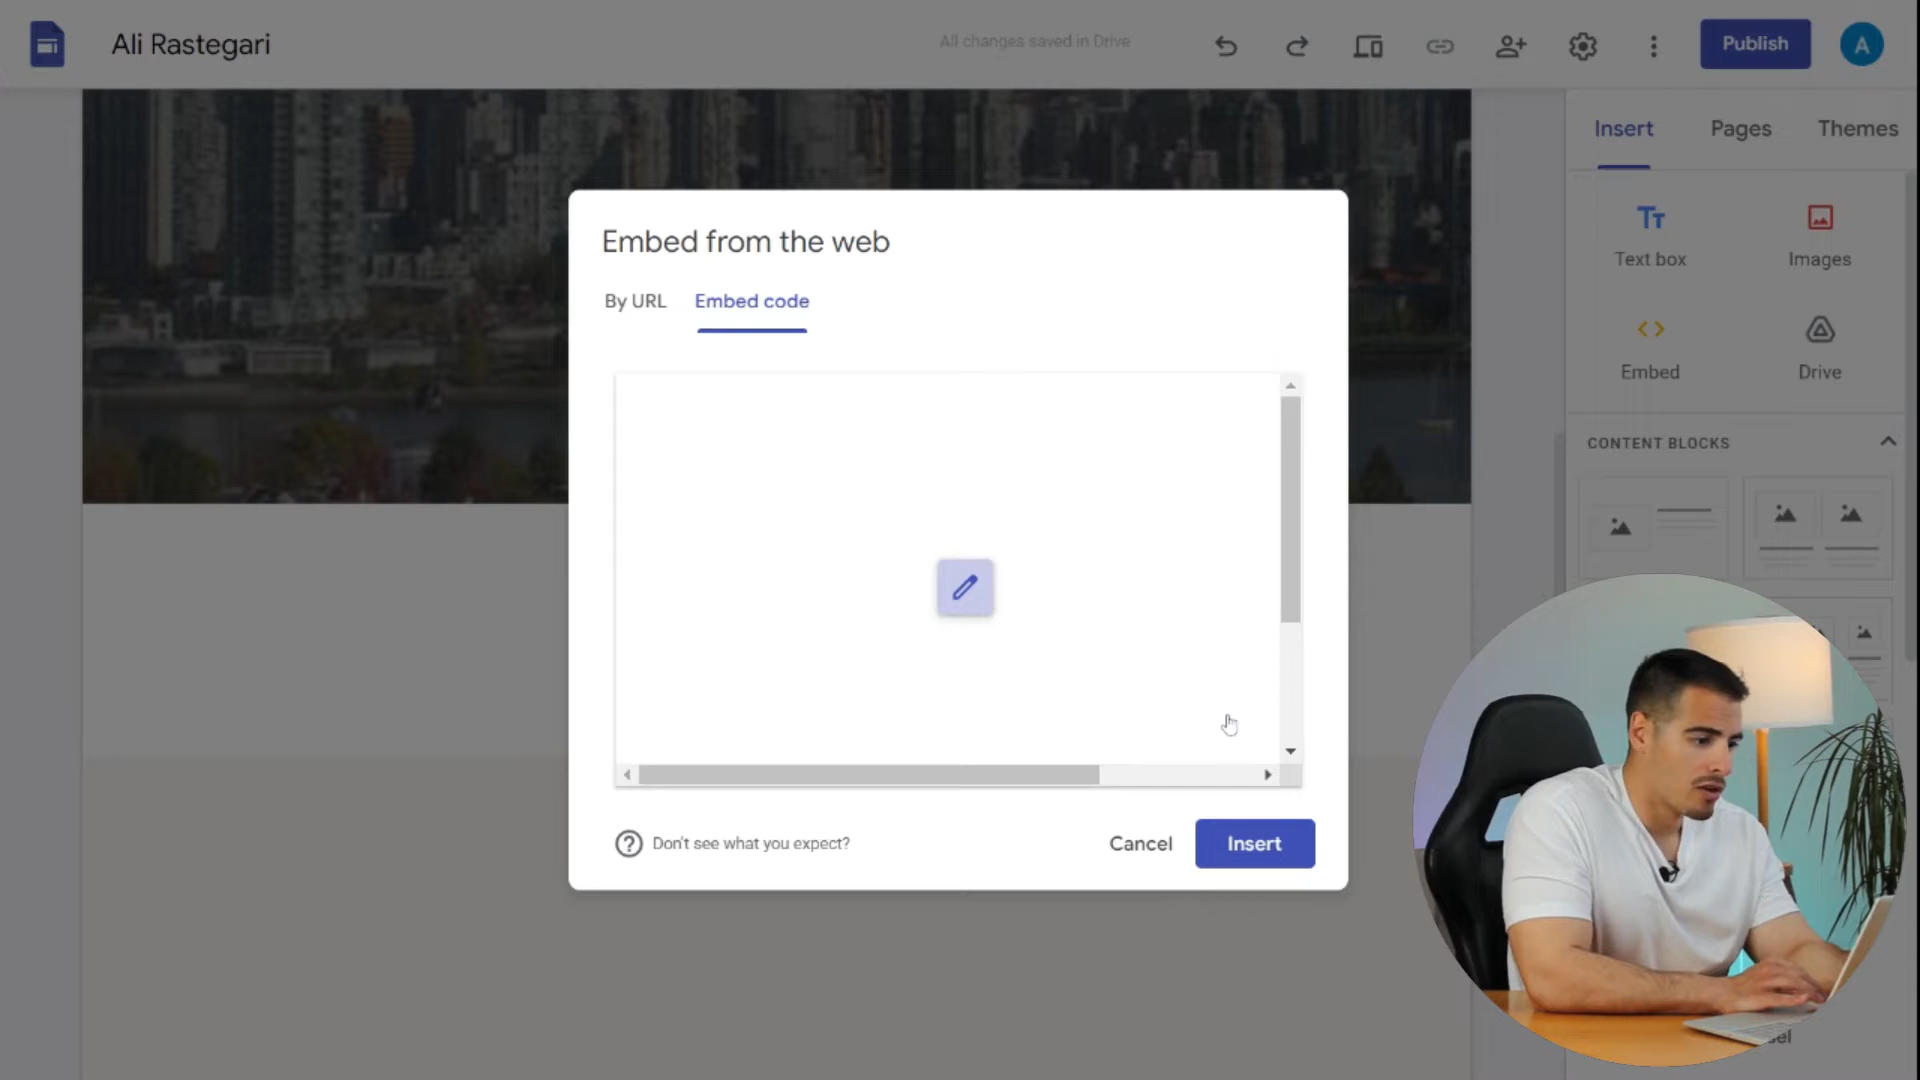 Ali Rastegari
All changes saved in Drive
Publish
A
Insert
Pages
Themes
Text box
Images
Embed
Drive
CONTENT BLOCKS
Embed from the web
By URL
Embed code
Don't see what you expect?
Cancel
Insert